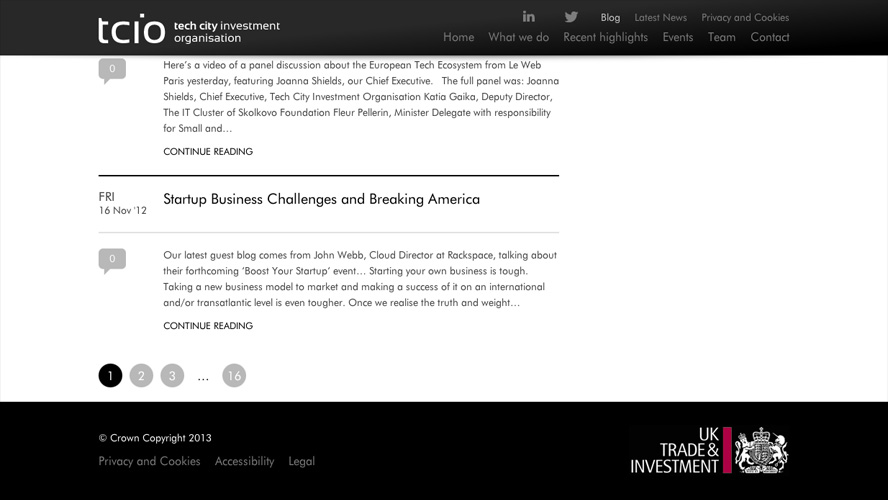 tcio tech city investment
organisation
Blog Latest News Privacy and Cookies
Home What we do Recent highlights Events Team Contact
0
Here's a video of a panel discussion about the European Tech Ecosystem from Le Web
Paris yesterday, featuring Joanna Shields, our Chief Executive. The full panel was: Joanna
Shields, Chief Executive, Tech City Investment Organisation Katia Gaika, Deputy Director,
The IT Cluster of Skolkovo Foundation Fleur Pellerin, Minister Delegate with responsibility
for Small and…
CONTINUE READING
FRI
16 Nov '12
Startup Business Challenges and Breaking America
0
Our latest guest blog comes from John Webb, Cloud Director at Rackspace, talking about
their forthcoming 'Boost Your Startup' event… Starting your own business is tough.
Taking a new business model to market and making a success of it on an international
and/or transatlantic level is even tougher. Once we realise the truth and weight…
CONTINUE READING
1 2 3 … 16
© Crown Copyright 2013
Privacy and Cookies Accessibility Legal
UK
TRADE &
INVESTMENT